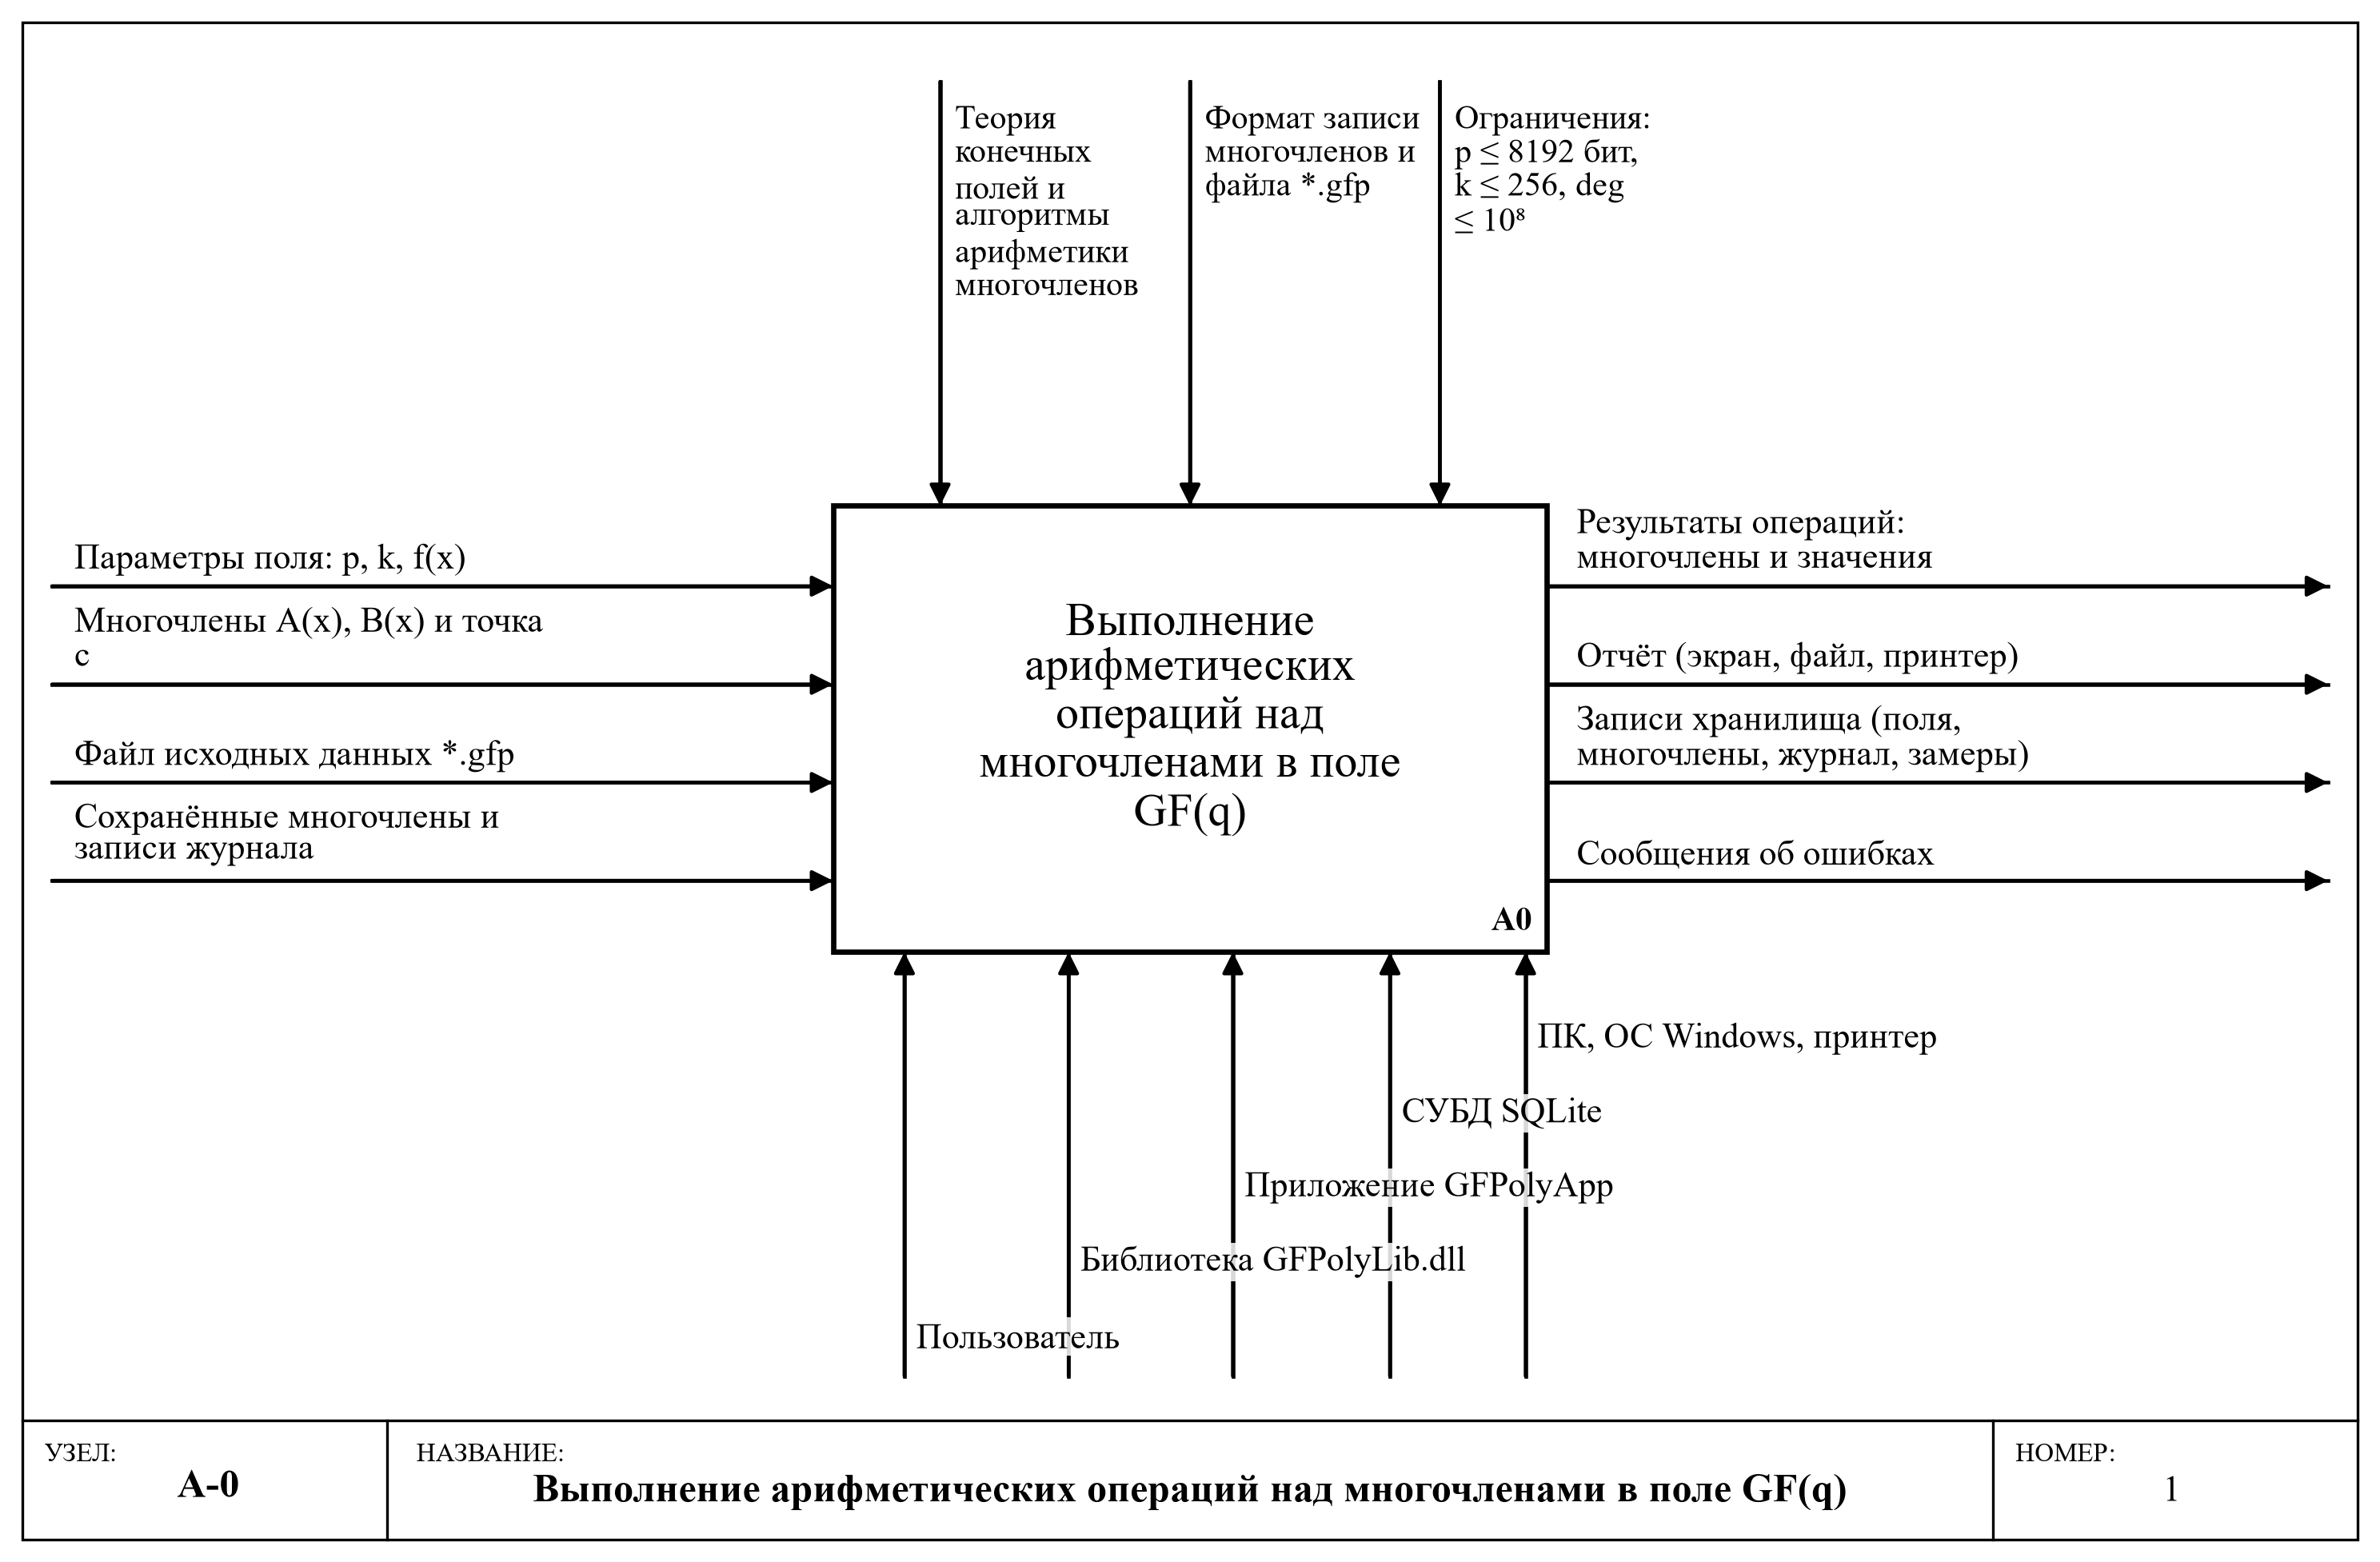 Теория
конечных
полей и
алгоритмы
арифметики
многочленов
Формат записи
многочленов и
файла *.gfp
Ограничения:
p ≤ 8192 бит,
k ≤ 256, deg
≤ 10⁸
Параметры поля: p, k, f(x)
Многочлены A(x), B(x) и точка
c
Файл исходных данных *.gfp
Сохранённые многочлены и
записи журнала
Выполнение
арифметических
операций над
многочленами в поле
GF(q)
A0
Результаты операций:
многочлены и значения
Отчёт (экран, файл, принтер)
Записи хранилища (поля,
многочлены, журнал, замеры)
Сообщения об ошибках
ПК, ОС Windows, принтер
СУБД SQLite
Приложение GFPolyApp
Библиотека GFPolyLib.dll
Пользователь
УЗЕЛ:
A-0
НАЗВАНИЕ:
Выполнение арифметических операций над многочленами в поле GF(q)
НОМЕР:
1